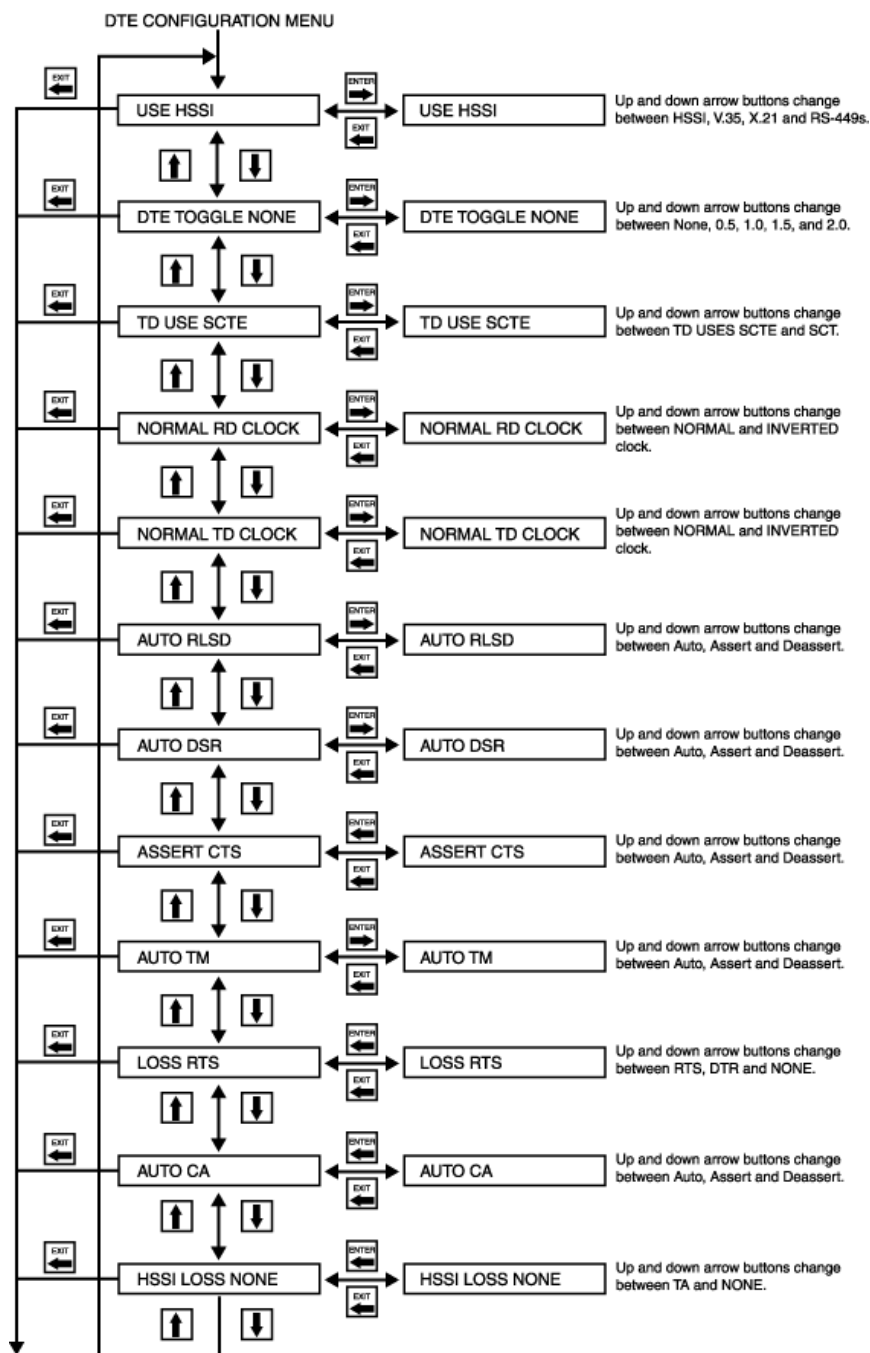 DTE CONFIGURATION MENU
EXIT
ENTER
USE HSSI
EXIT
USE HSSI
Up and down arrow buttons change
between HSSI, V.35, X.21 and RS-449s.
EXIT
ENTER
DTE TOGGLE NONE
EXIT
DTE TOGGLE NONE
Up and down arrow buttons change
between None, 0.5, 1.0, 1.5, and 2.0.
EXIT
ENTER
TD USE SCTE
EXIT
TD USE SCTE
Up and down arrow buttons change
between TD USES SCTE and SCT.
EXIT
ENTER
NORMAL RD CLOCK
EXIT
NORMAL RD CLOCK
Up and down arrow buttons change
between NORMAL and INVERTED
clock.
EXIT
ENTER
NORMAL TD CLOCK
EXIT
NORMAL TD CLOCK
Up and down arrow buttons change
between NORMAL and INVERTED
clock.
EXIT
ENTER
AUTO RLSD
EXIT
AUTO RLSD
Up and down arrow buttons change
between Auto, Assert and Deassert.
EXIT
ENTER
AUTO DSR
EXIT
AUTO DSR
Up and down arrow buttons change
between Auto, Assert and Deassert.
EXIT
ENTER
ASSERT CTS
EXIT
ASSERT CTS
Up and down arrow buttons change
between Auto, Assert and Deassert.
EXIT
ENTER
AUTO TM
EXIT
AUTO TM
Up and down arrow buttons change
between Auto, Assert and Deassert.
EXIT
ENTER
LOSS RTS
EXIT
LOSS RTS
Up and down arrow buttons change
between RTS, DTR and NONE.
EXIT
ENTER
AUTO CA
EXIT
AUTO CA
Up and down arrow buttons change
between Auto, Assert and Deassert.
EXIT
ENTER
HSSI LOSS NONE
EXIT
HSSI LOSS NONE
Up and down arrow buttons change
between TA and NONE.